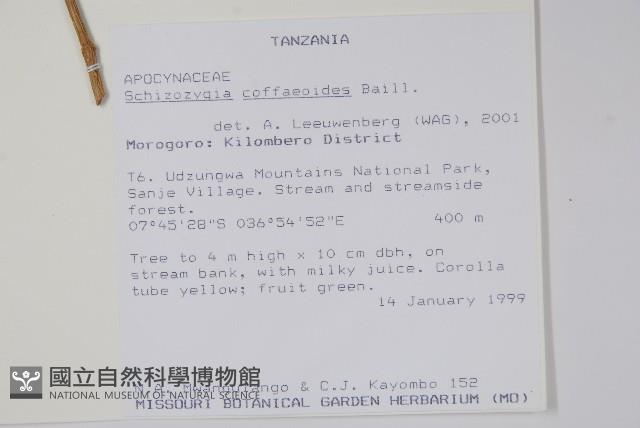 TANZANIA
APOCYNACEAE
Schizozygia coffaeoides Baill.
det. A. Leeuwenberg (WAG), 2001
Morogoro: Kilombero District
T6. Udzungwa Mountains National Park,
Sanje Village. Stream and streamside
forest.
07°45'28"S 036°54'52"E 400 m
Tree to 4 m high x 10 cm dbh, on
stream bank, with milky juice. Corolla
tube yellow; fruit green.
14 January 1999
& C.J. Kayombo 152
MISSOURI BOTANICAL GARDEN HERBARIUM (MO)
國立自然科學博物館
NATIONAL MUSEUM OF NATURAL SCIENCE